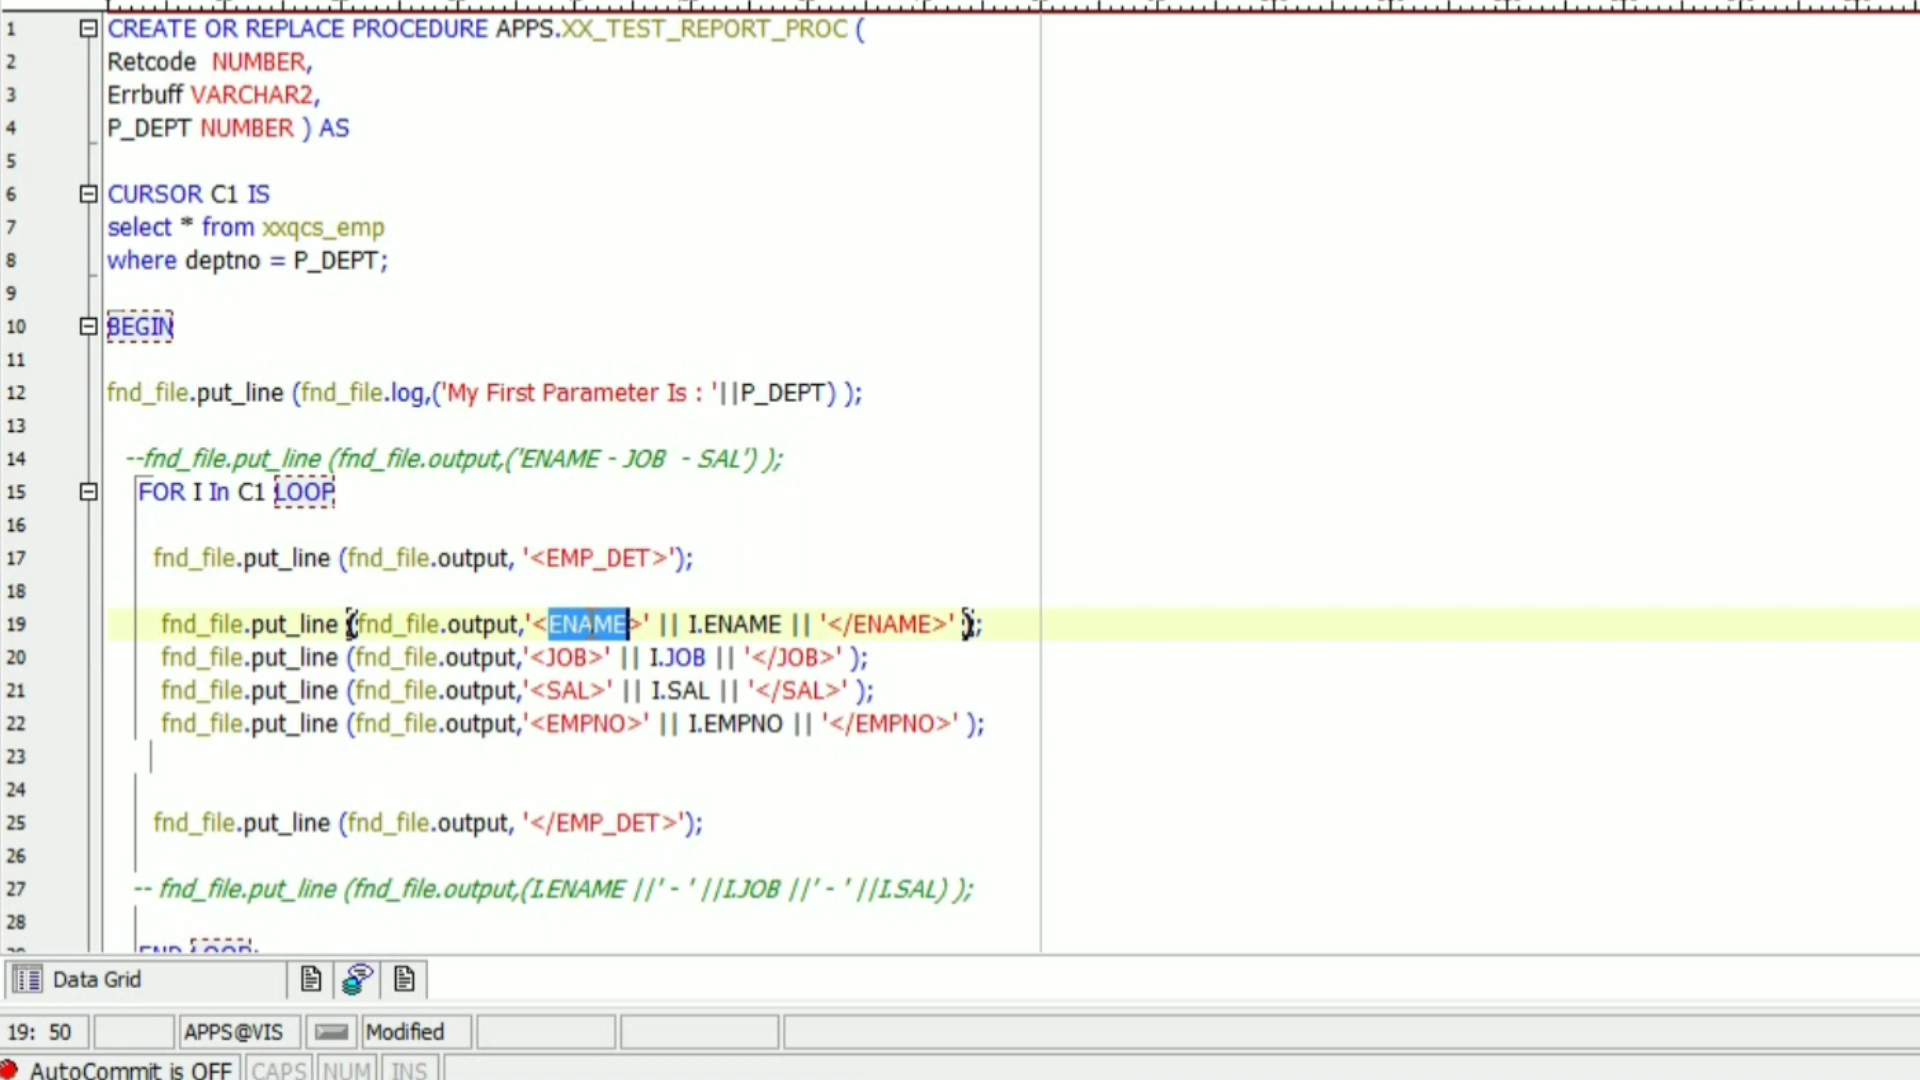 1 CREATE OR REPLACE PROCEDURE APPS.XX_TEST_REPORT_PROC (
2 Retcode  NUMBER,
3 Errbuff VARCHAR2,
4 P_DEPT NUMBER ) AS
5
6 CURSOR C1 IS
7 select * from xxqcs_emp
8 where deptno = P_DEPT;
9
10 BEGIN
11
12 fnd_file.put_line (fnd_file.log,('My First Parameter Is : '||P_DEPT) );
13
14 --fnd_file.put_line (fnd_file.output,('ENAME - JOB  - SAL') );
15 FOR I In C1 LOOP
16
17 fnd_file.put_line (fnd_file.output, '<EMP_DET>');
18
19 fnd_file.put_line (fnd_file.output,'<ENAME>' || I.ENAME || '</ENAME>' );
20 fnd_file.put_line (fnd_file.output,'<JOB>' || I.JOB || '</JOB>' );
21 fnd_file.put_line (fnd_file.output,'<SAL>' || I.SAL || '</SAL>' );
22 fnd_file.put_line (fnd_file.output,'<EMPNO>' || I.EMPNO || '</EMPNO>' );
23
24
25 fnd_file.put_line (fnd_file.output, '</EMP_DET>');
26
27 -- fnd_file.put_line (fnd_file.output,(I.ENAME ||' - ' ||I.JOB ||' - ' ||I.SAL) );
28
END LOOP;
Data Grid
19: 50 APPS@VIS Modified
AutoCommit is OFF CAPS NUM INS